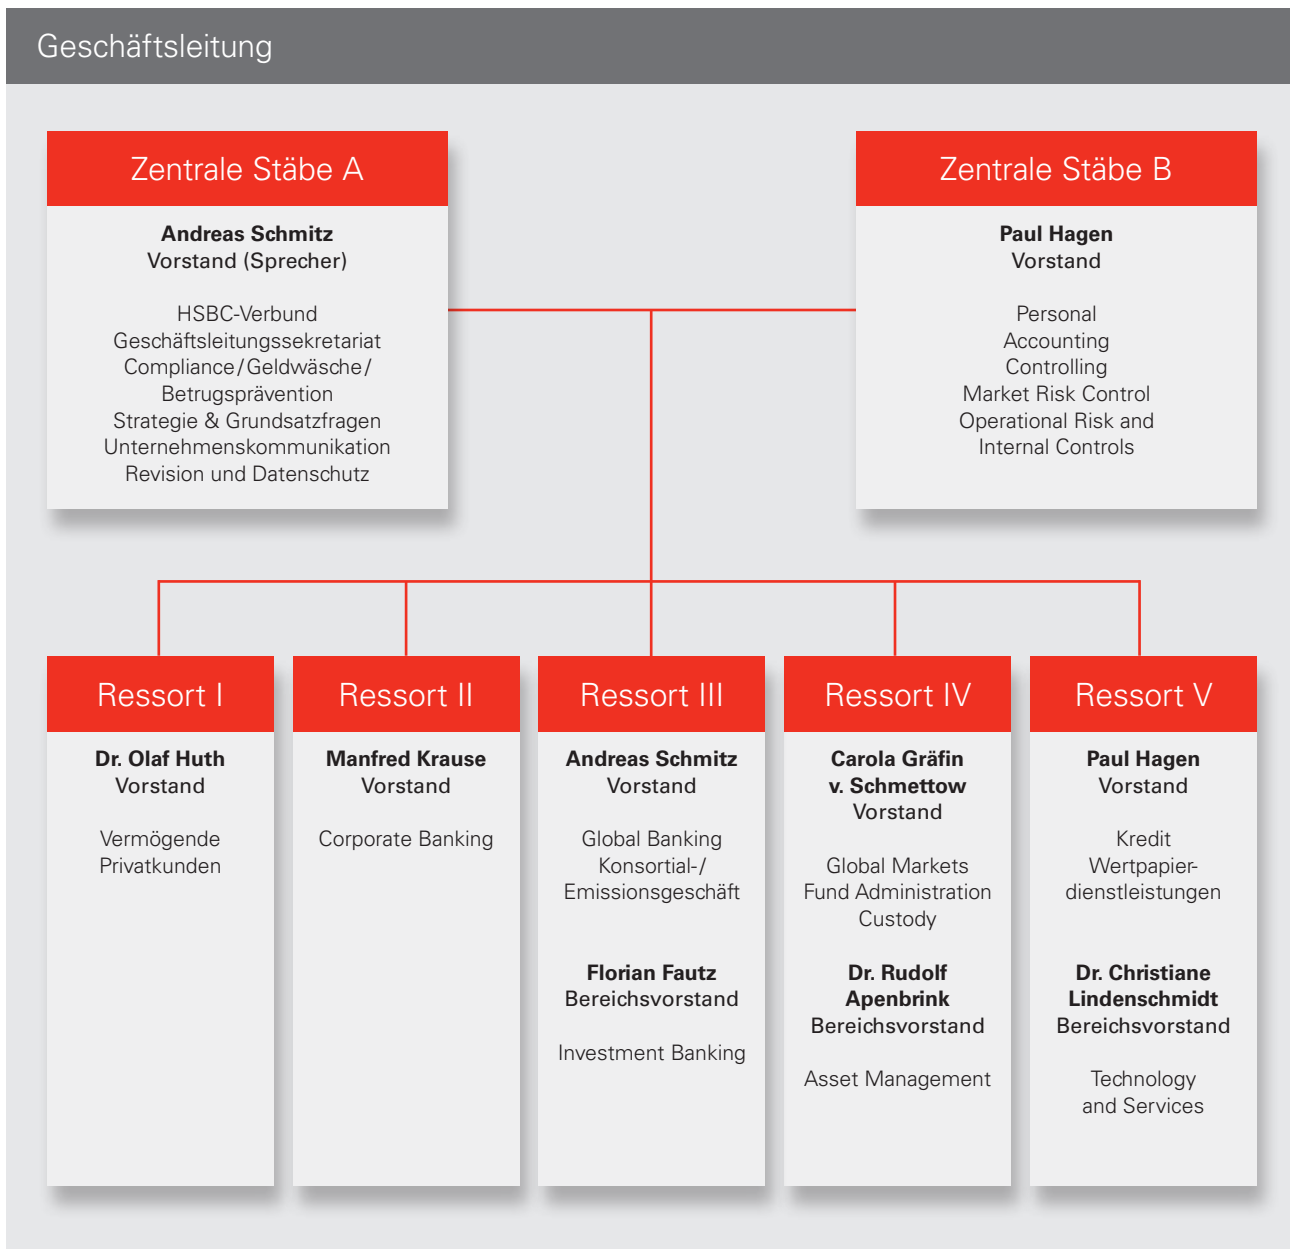 Geschäftsleitung
Zentrale Stäbe A
Andreas Schmitz
Vorstand (Sprecher)
HSBC-Verbund
Geschäftsleitungssekretariat
Compliance/Geldwäsche/
Betrugsprävention
Strategie & Grundsatzfragen
Unternehmenskommunikation
Revision und Datenschutz
Zentrale Stäbe B
Paul Hagen
Vorstand
Personal
Accounting
Controlling
Market Risk Control
Operational Risk and
Internal Controls
Ressort I
Dr. Olaf Huth
Vorstand
Vermögende
Privatkunden
Ressort II
Manfred Krause
Vorstand
Corporate Banking
Ressort III
Andreas Schmitz
Vorstand
Global Banking
Konsortial-/
Emissionsgeschäft
Florian Fautz
Bereichsvorstand
Investment Banking
Ressort IV
Carola Gräfin
v. Schmettow
Vorstand
Global Markets
Fund Administration
Custody
Dr. Rudolf
Apenbrink
Bereichsvorstand
Asset Management
Ressort V
Paul Hagen
Vorstand
Kredit
Wertpapier-
dienstleistungen
Dr. Christiane
Lindenschmidt
Bereichsvorstand
Technology
and Services